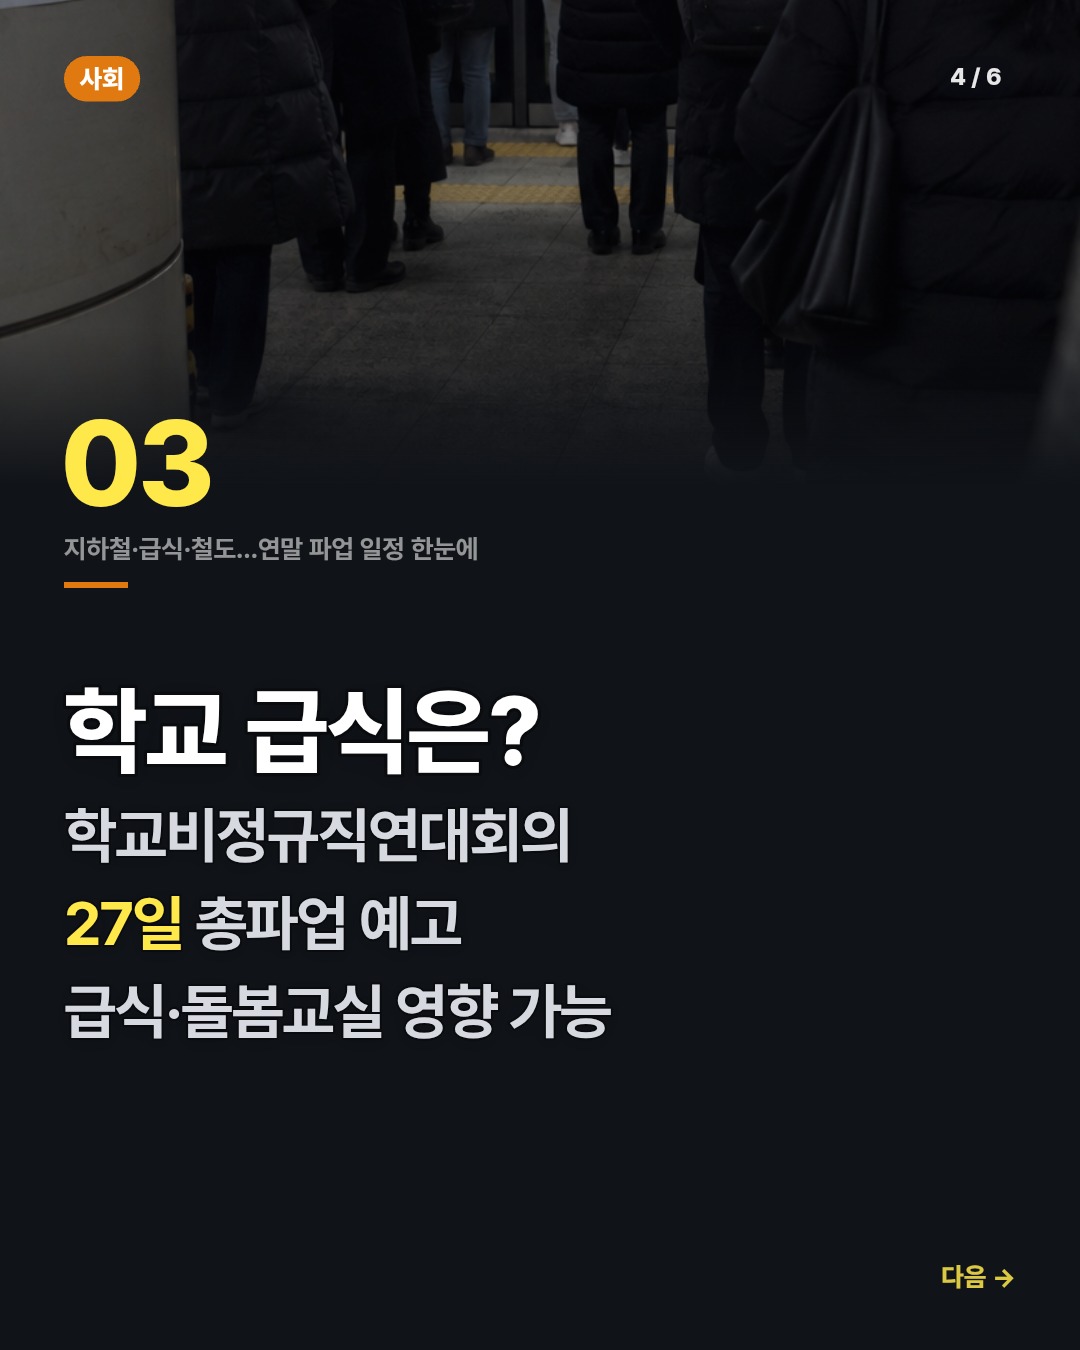 사회
4 / 6
03
지하철·급식·철도...연말 파업 일정 한눈에
학교 급식은?
학교비정규직연대회의
27일 총파업 예고
급식·돌봄교실 영향 가능
다음 →